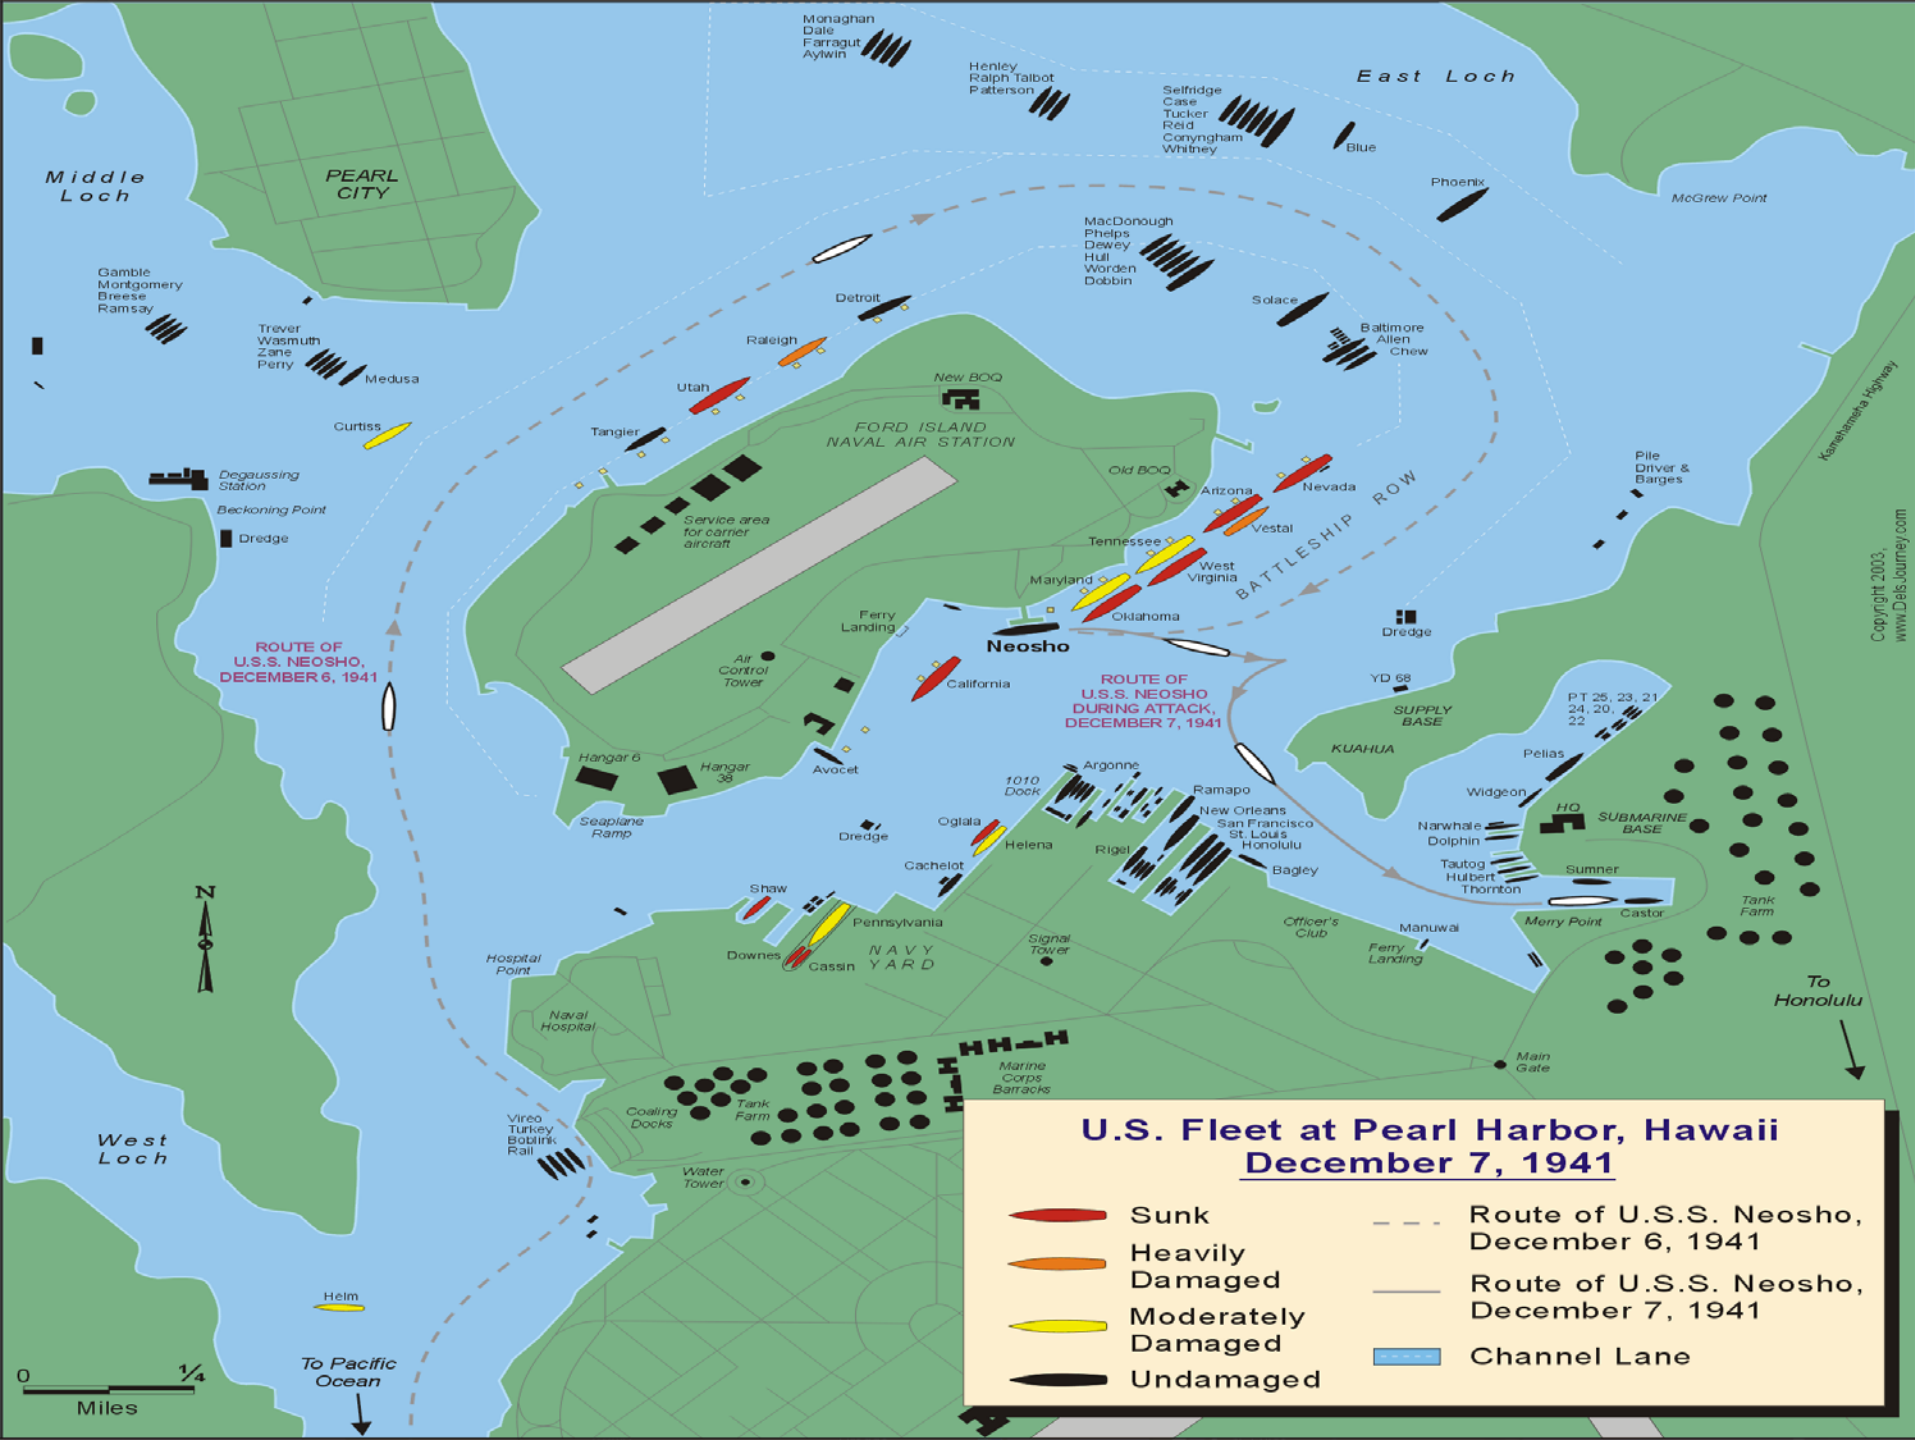 Monaghan
Dale
Farragut
Aylwin
Henley
Ralph Talbot
Patterson
Selfridge
Case
Tucker
Reid
Conyngham
Whitney
Blue
East Loch
Phoenix
McGrew Point
Middle
Loch
PEARL
CITY
MacDonough
Phelps
Dewey
Hull
Worden
Dobbin
Gamble
Montgomery
Breese
Ramsay
Trever
Wasmuth
Zane
Perry
Medusa
Detroit
Raleigh
Utah
Tangier
Curtiss
Solace
Baltimore
Allen
Chew
Kamehameha Highway
New BOQ
FORD ISLAND
NAVAL AIR STATION
Old BOQ
Degaussing
Station
Beckoning Point
Dredge
Service area
for carrier
aircraft
Arizona
Nevada
Vestal
Tennessee
West
Virginia
Maryland
Oklahoma
BATTLESHIP ROW
Pile
Driver &
Barges
Copyright 2003,
www.DelsJourney.com
Ferry
Landing
Neosho
Dredge
ROUTE OF
U.S.S. NEOSHO,
DECEMBER 6, 1941
Air
Control
Tower
California
ROUTE OF
U.S.S. NEOSHO
DURING ATTACK,
DECEMBER 7, 1941
YD 68
SUPPLY
BASE
KUAHUA
PT 25, 23, 21
24, 20,
22
Pelias
Widgeon
Hangar 6
Hangar
38
Avocet
Seaplane
Ramp
1010
Dock
Argonne
Ramapo
New Orleans
San Francisco
St. Louis
Honolulu
Rigel
Bagley
Oglala
Helena
Cachelot
Dredge
Narwhale
Dolphin
Tautog
Hulbert
Thornton
HQ
SUBMARINE
BASE
Sumner
Castor
Merry Point
Tank
Farm
Shaw
Pennsylvania
Downes
Cassin
NAVY
YARD
Signal
Tower
Officer's
Club
Manuwai
Ferry
Landing
N
Hospital
Point
Naval
Hospital
To
Honolulu
Main
Gate
Marine
Corps
Barracks
Coaling
Docks
Tank
Farm
Water
Tower
Vireo
Turkey
Boblink
Rail
West
Loch
Helm
To Pacific
Ocean
0 ¼
Miles
U.S. Fleet at Pearl Harbor, Hawaii
December 7, 1941
Sunk
Heavily
Damaged
Moderately
Damaged
Undamaged
Route of U.S.S. Neosho,
December 6, 1941
Route of U.S.S. Neosho,
December 7, 1941
Channel Lane